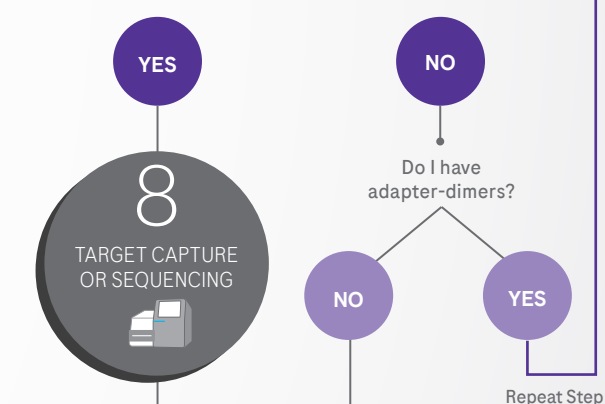 YES
NO
Do I have
adapter-dimers?
8
TARGET CAPTURE
OR SEQUENCING
NO
YES
Repeat Step